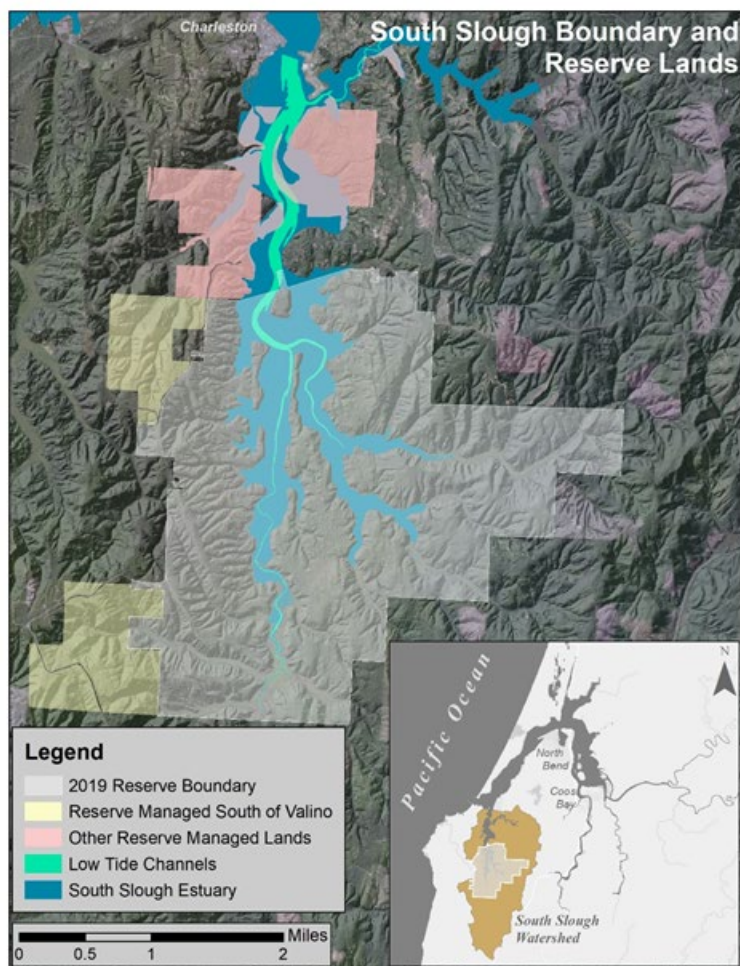 Charleston
South Slough Boundary and
Reserve Lands
Legend
2019 Reserve Boundary
Reserve Managed South of Valino
Other Reserve Managed Lands
Low Tide Channels
South Slough Estuary
Miles
0 0.5 1 2
N
Pacific Ocean
North
Bend
Coos
Bay
South Slough
Watershed